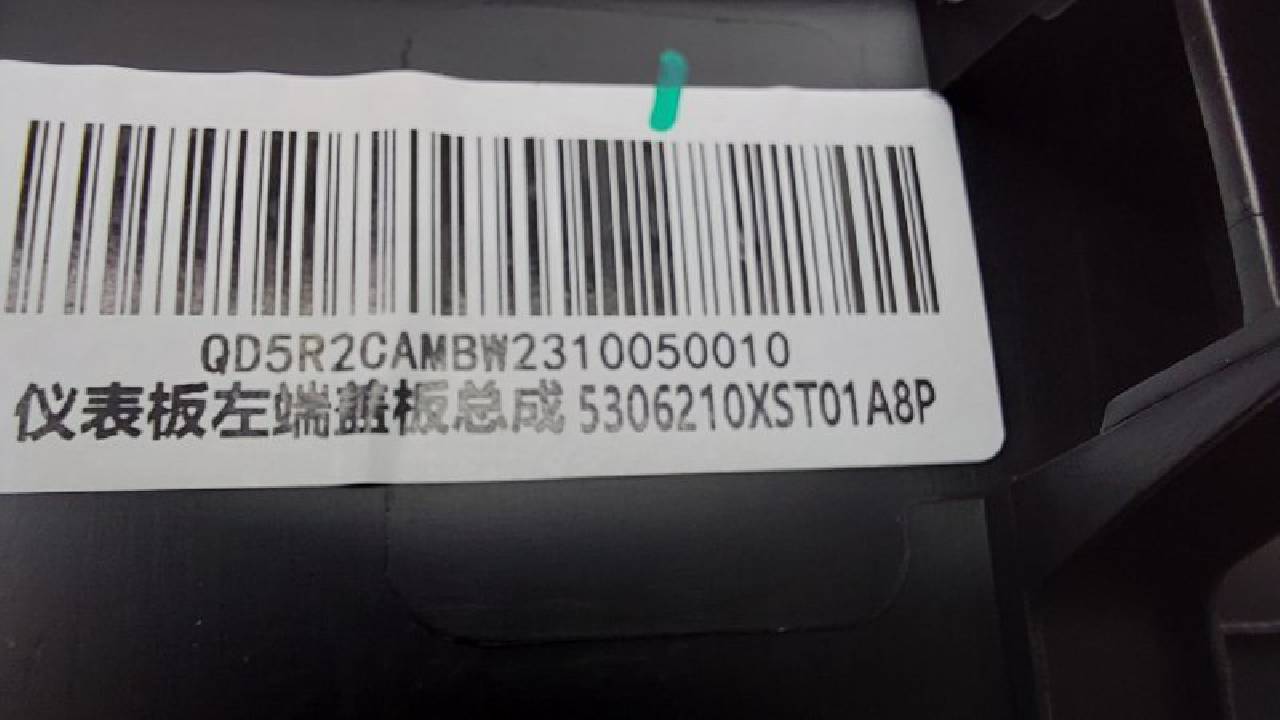 QD5R2CAMBW2310050010
仪表板左端盖板总成 5306210XST01A8P